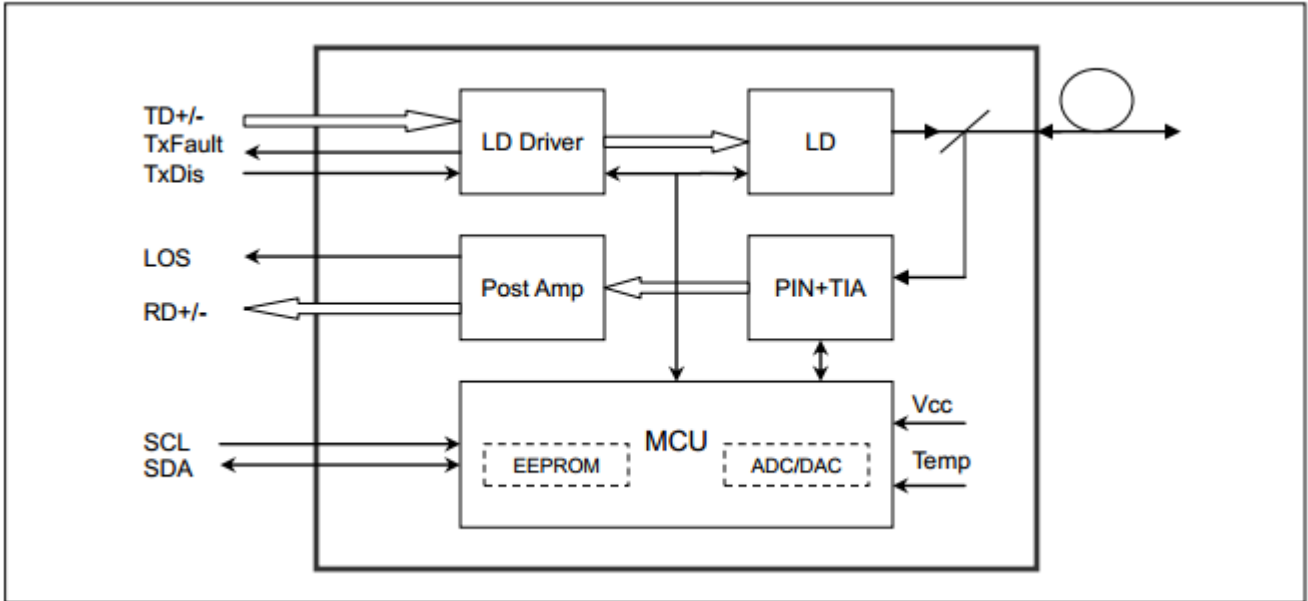 TD+/-
TxFault
TxDis
LD Driver
LD
LOS
RD+/-
Post Amp
PIN+TIA
SCL
SDA
MCU
EEPROM
ADC/DAC
Vcc
Temp